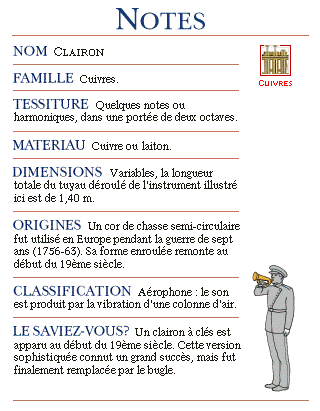 NOTES
NOM CLAIRON
CUIVRES
FAMILLE Cuivres.
TESSITURE Quelques notes ou
harmoniques, dans une portée de deux octaves.
MATERIAU Cuivre ou laiton.
DIMENSIONS Variables, la longueur
totale du tuyau déroulé de l'instrument illustré
ici est de 1,40 m.
ORIGINES Un cor de chasse semi-circulaire
fut utilisé en Europe pendant la guerre de sept
ans (1756-63). Sa forme enroulée remonte au
début du 19ème siècle.
CLASSIFICATION Aérophone : le son
est produit par la vibration d'une colonne d'air.
LE SAVIEZ-VOUS? Un clairon à clés est
apparu au début du 19ème siècle. Cette version
sophistiquée connut un grand succès, mais fut
finalement remplacée par le bugle.